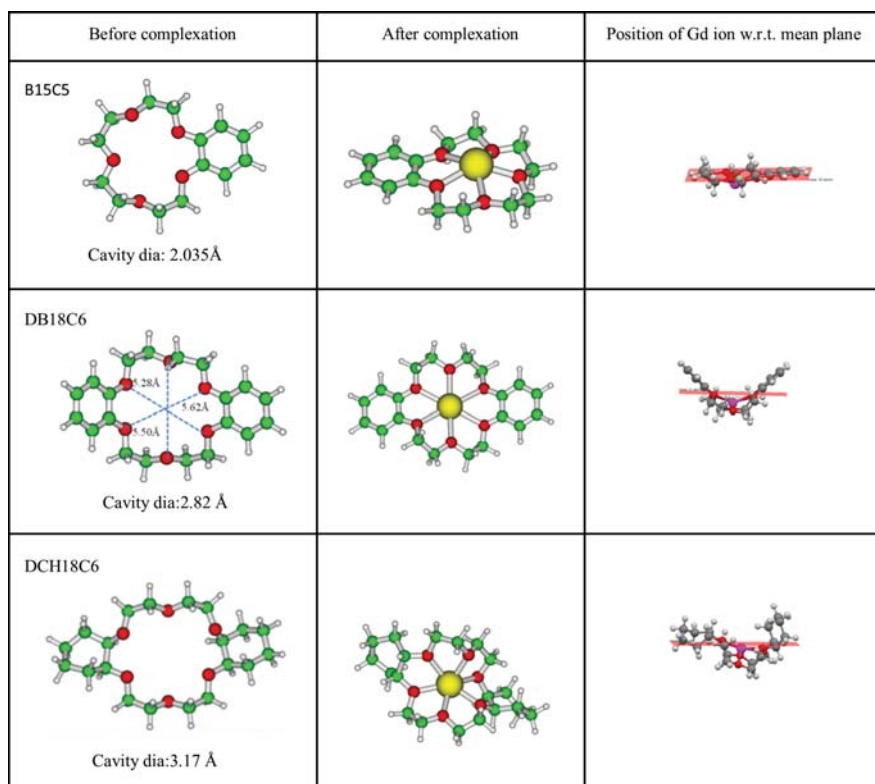 Before complexation
After complexation
Position of Gd ion w.r.t. mean plane
B15C5
Cavity dia: 2.035Å
DB18C6
5.28Å
5.62Å
5.50Å
Cavity dia:2.82 Å
DCH18C6
Cavity dia:3.17 Å